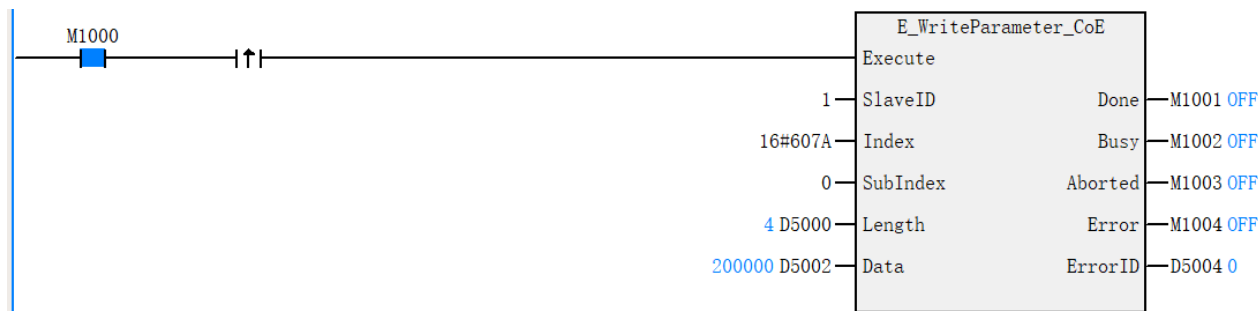 E_WriteParameter_CoE
M1000
Execute
1 SlaveID Done M1001 OFF
16#607A Index Busy M1002 OFF
0 SubIndex Aborted M1003 OFF
4 D5000 Length Error M1004 OFF
200000 D5002 Data ErrorID D5004 0